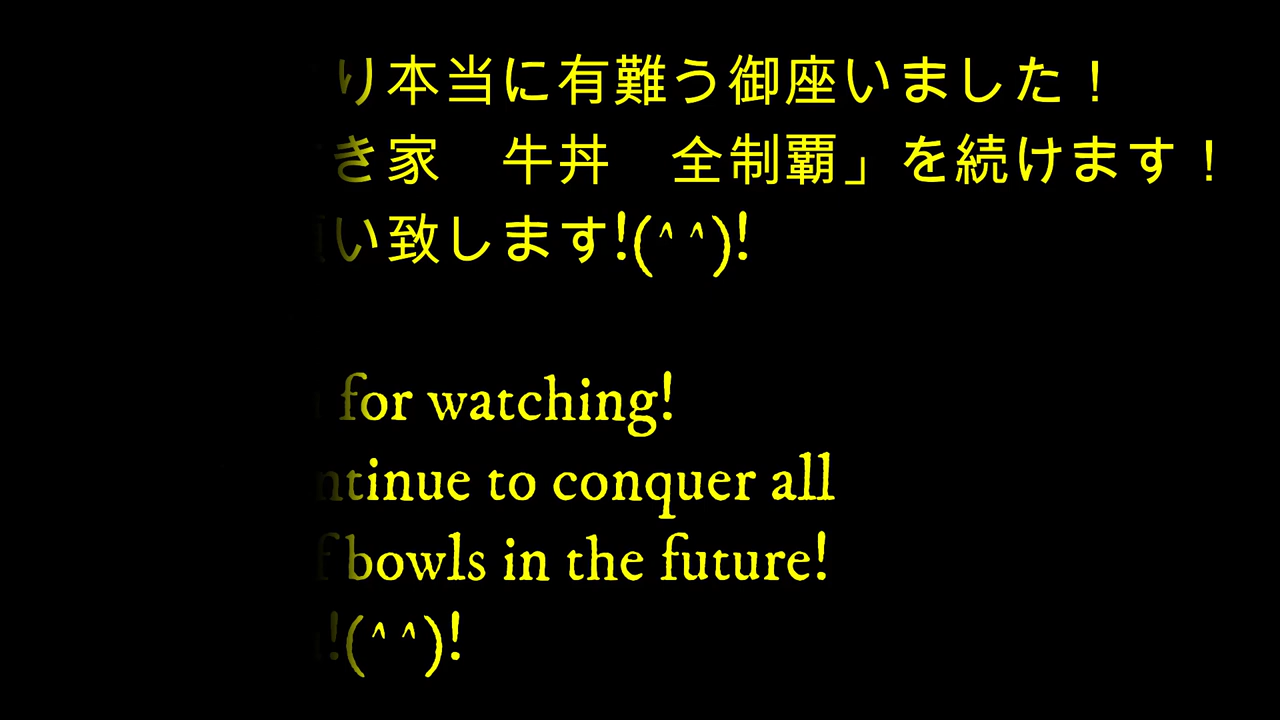 り本当に有難う御座いました！
き家　牛丼　全制覇」を続けます！
い致します!(^ ^)!
for watching!
ntinue to conquer all
f bowls in the future!
!(^ ^)!